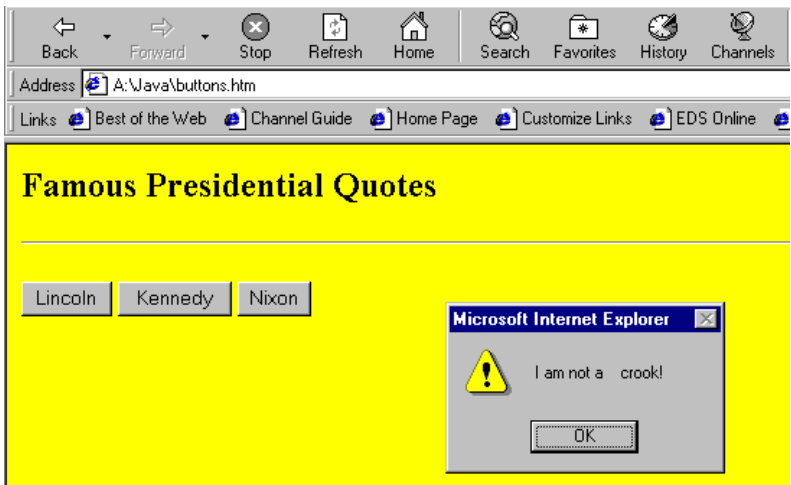 Back Forward Stop Refresh Home Search Favorites History Channels
Address A:\Java\buttons.htm
Links Best of the Web Channel Guide Home Page Customize Links EDS Online
Famous Presidential Quotes
Lincoln Kennedy Nixon
Microsoft Internet Explorer
I am not a crook!
OK